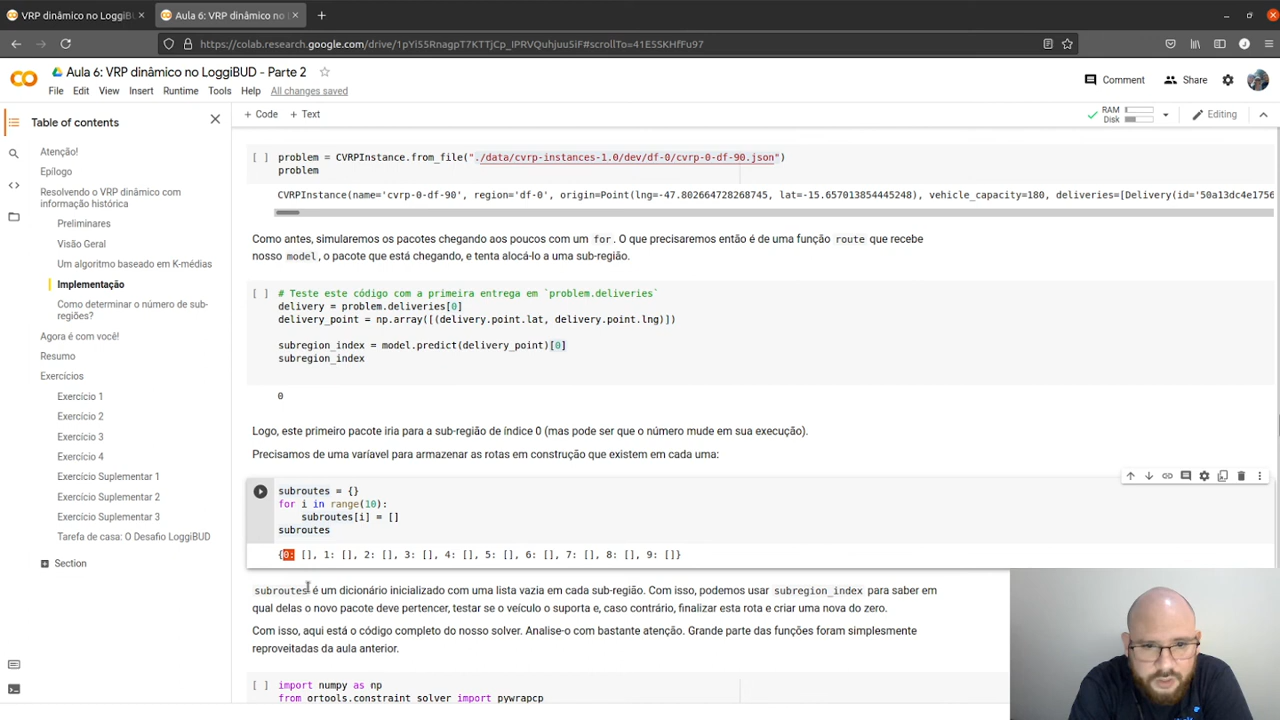 VRP dinâmico no LoggiBU
Aula 6: VRP dinâmico no
https://colab.research.google.com/drive/1pYi55RnagpT7KTTjCp_IPRVQuhjuu5iF#scrollTo=41ESSKHfFu97
CO
Aula 6: VRP dinâmico no LoggiBUD - Parte 2
File Edit View Insert Runtime Tools Help All changes saved
Comment Share
+ Code + Text
RAM
Disk
Editing
Table of contents
Atenção!
Epílogo
Resolvendo o VRP dinâmico com
informação histórica
Preliminares
Visão Geral
Um algoritmo baseado em K-médias
Implementação
Como determinar o número de sub-
regiões?
Agora é com você!
Resumo
Exercícios
Exercício 1
Exercício 2
Exercício 3
Exercício 4
Exercício Suplementar 1
Exercício Suplementar 2
Exercício Suplementar 3
Tarefa de casa: O Desafio LoggiBUD
Section
[ ] problem = CVRPInstance.from_file("./data/cvrp-instances-1.0/dev/df-0/cvrp-0-df-90.json")
problem
CVRPInstance(name='cvrp-0-df-90', region='df-0', origin=Point(lng=-47.802664728268745, lat=-15.657013854445248), vehicle_capacity=180, deliveries=[Delivery(id='50a13dc4e1756
Como antes, simularemos os pacotes chegando aos poucos com um for. O que precisaremos então é de uma função route que recebe
nosso model, o pacote que está chegando, e tenta alocá-lo a uma sub-região.
[ ] # Teste este código com a primeira entrega em `problem.deliveries`
delivery = problem.deliveries[0]
delivery_point = np.array([(delivery.point.lat, delivery.point.lng)])
subregion_index = model.predict(delivery_point)[0]
subregion_index
0
Logo, este primeiro pacote iria para a sub-região de índice 0 (mas pode ser que o número mude em sua execução).
Precisamos de uma varíavel para armazenar as rotas em construção que existem em cada uma:
subroutes = {}
for i in range(10):
subroutes[i] = []
subroutes
{0: [], 1: [], 2: [], 3: [], 4: [], 5: [], 6: [], 7: [], 8: [], 9: []}
subroutes é um dicionário inicializado com uma lista vazia em cada sub-região. Com isso, podemos usar subregion_index para saber em
qual delas o novo pacote deve pertencer, testar se o veículo o suporta e, caso contrário, finalizar esta rota e criar uma nova do zero.
Com isso, aqui está o código completo do nosso solver. Analise-o com bastante atenção. Grande parte das funções foram simplesmente
reproveitadas da aula anterior.
[ ] import numpy as np
from ortools.constraint_solver import pywrapcp